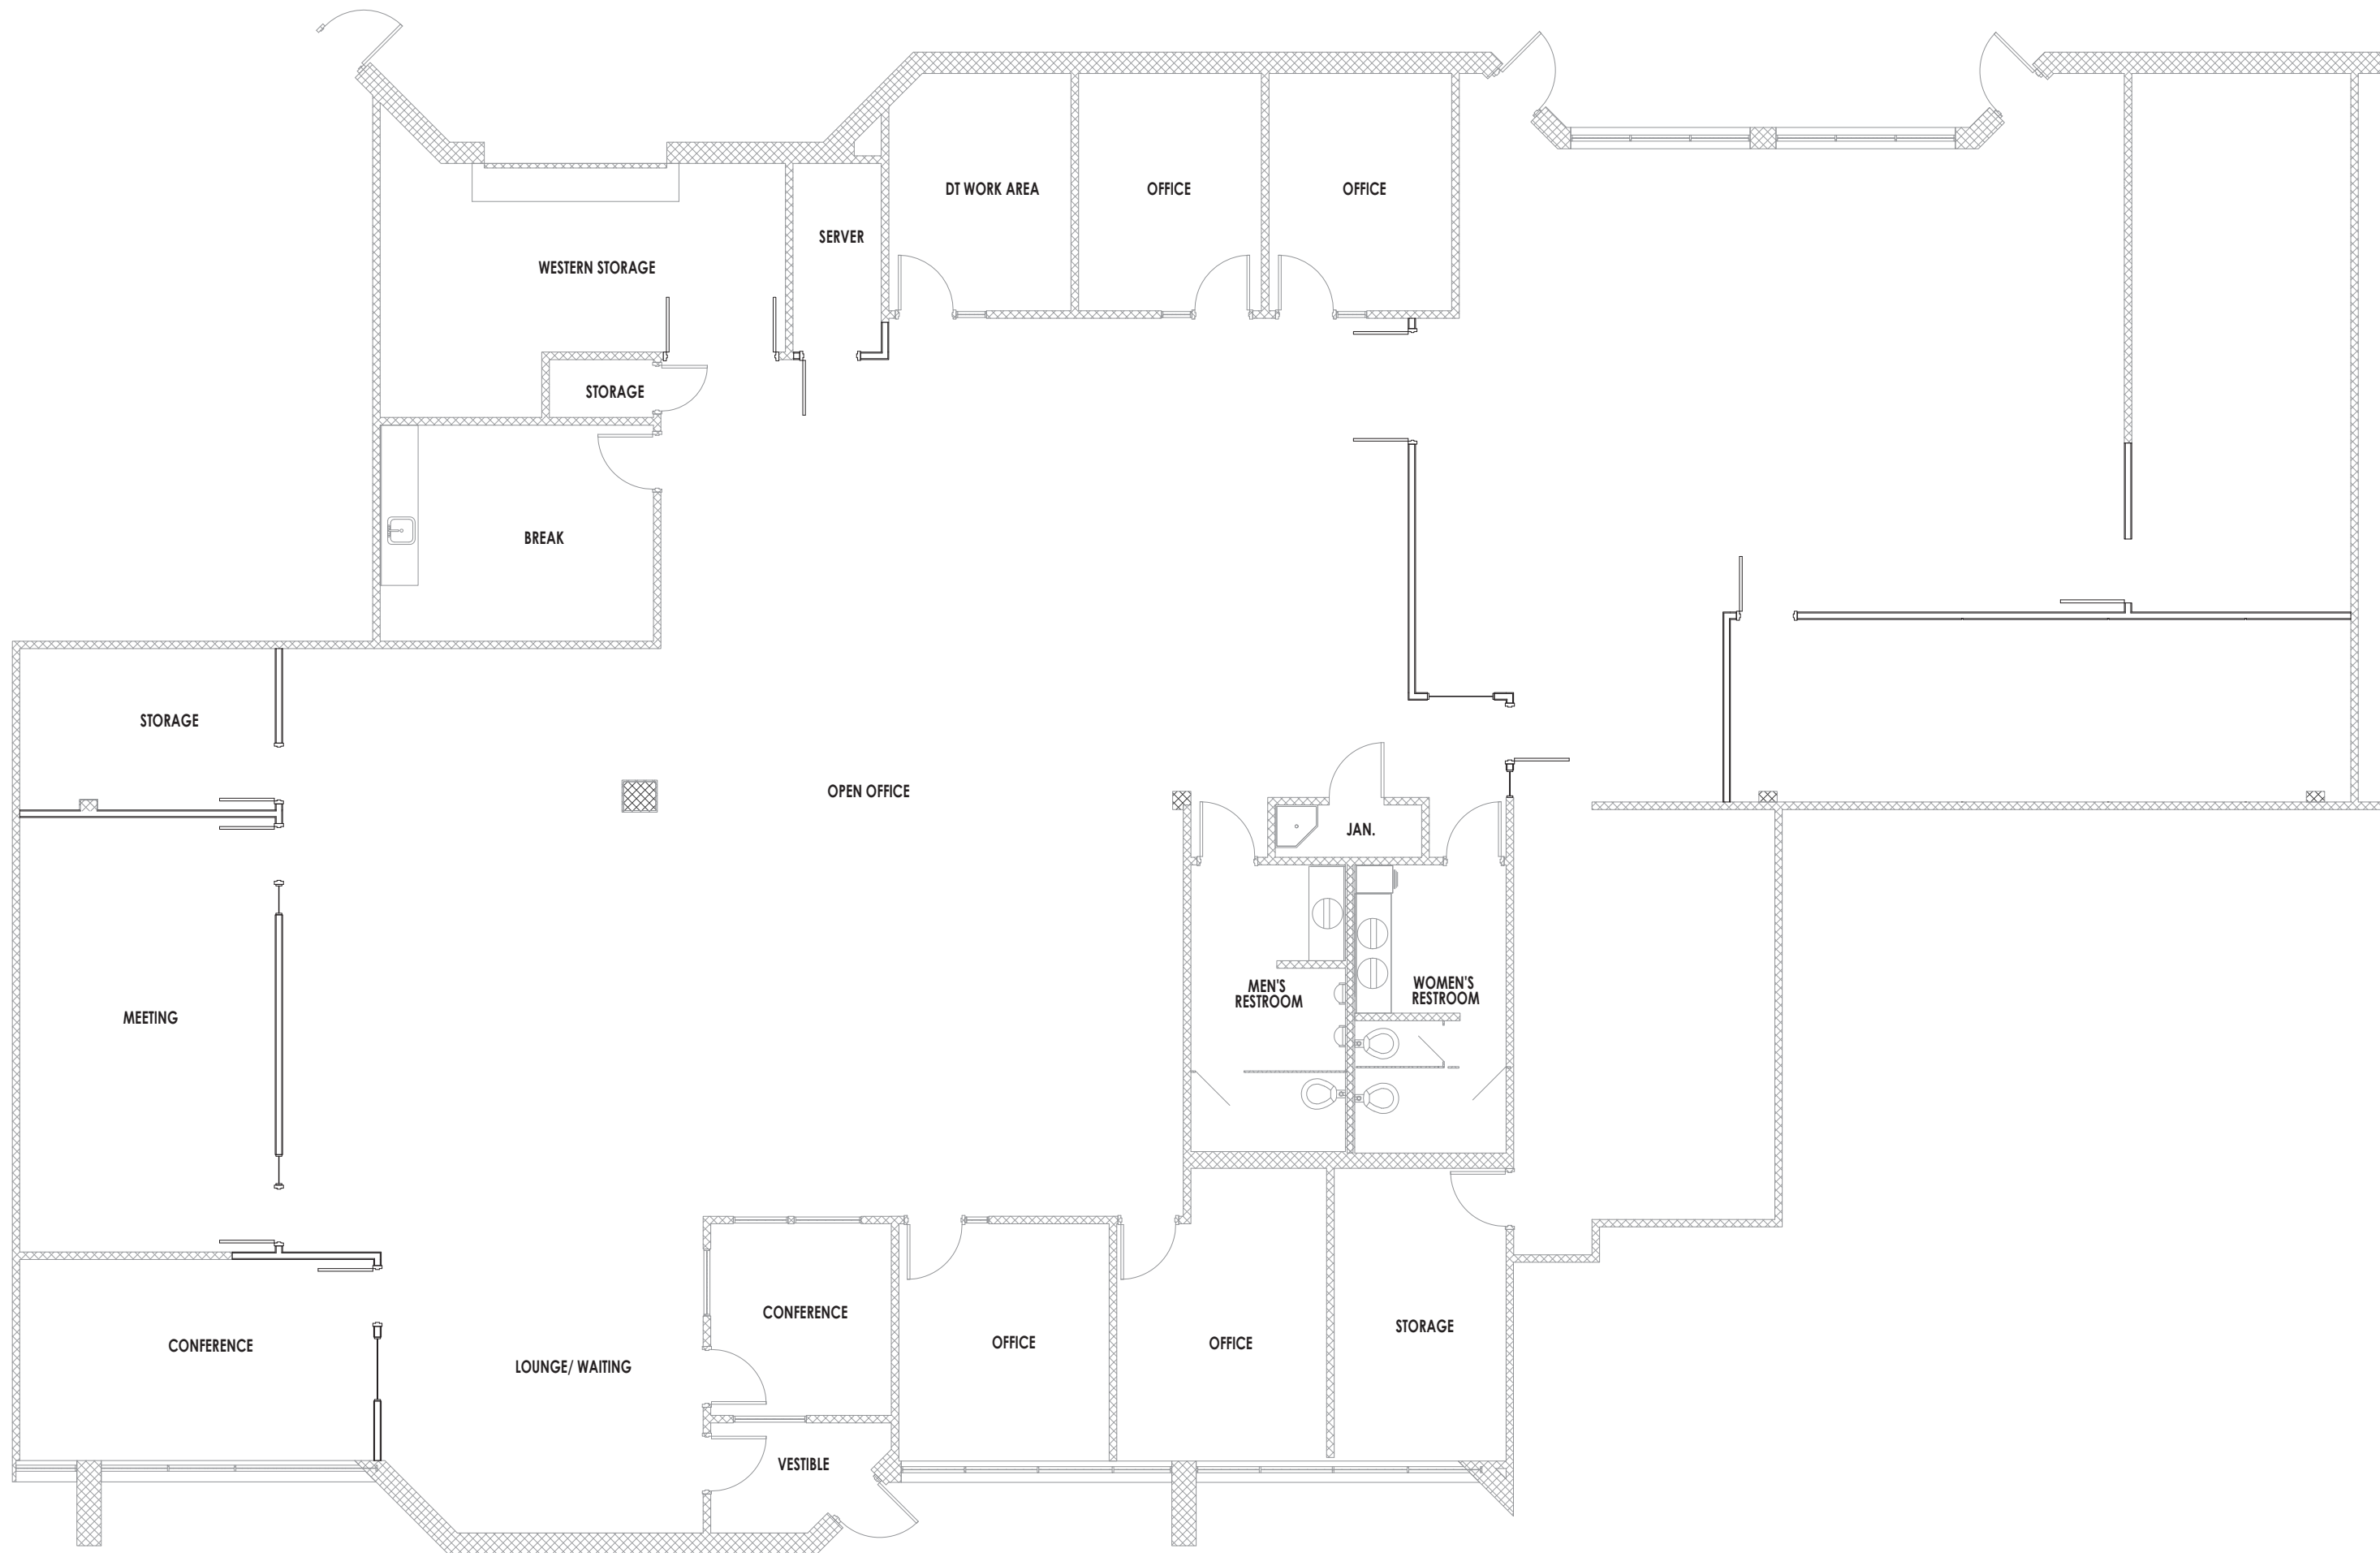 DT WORK AREA
OFFICE
OFFICE
SERVER
WESTERN STORAGE
STORAGE
BREAK
STORAGE
OPEN OFFICE
JAN.
MEN'S
RESTROOM
WOMEN'S
RESTROOM
MEETING
CONFERENCE
OFFICE
OFFICE
STORAGE
CONFERENCE
LOUNGE/ WAITING
VESTIBLE